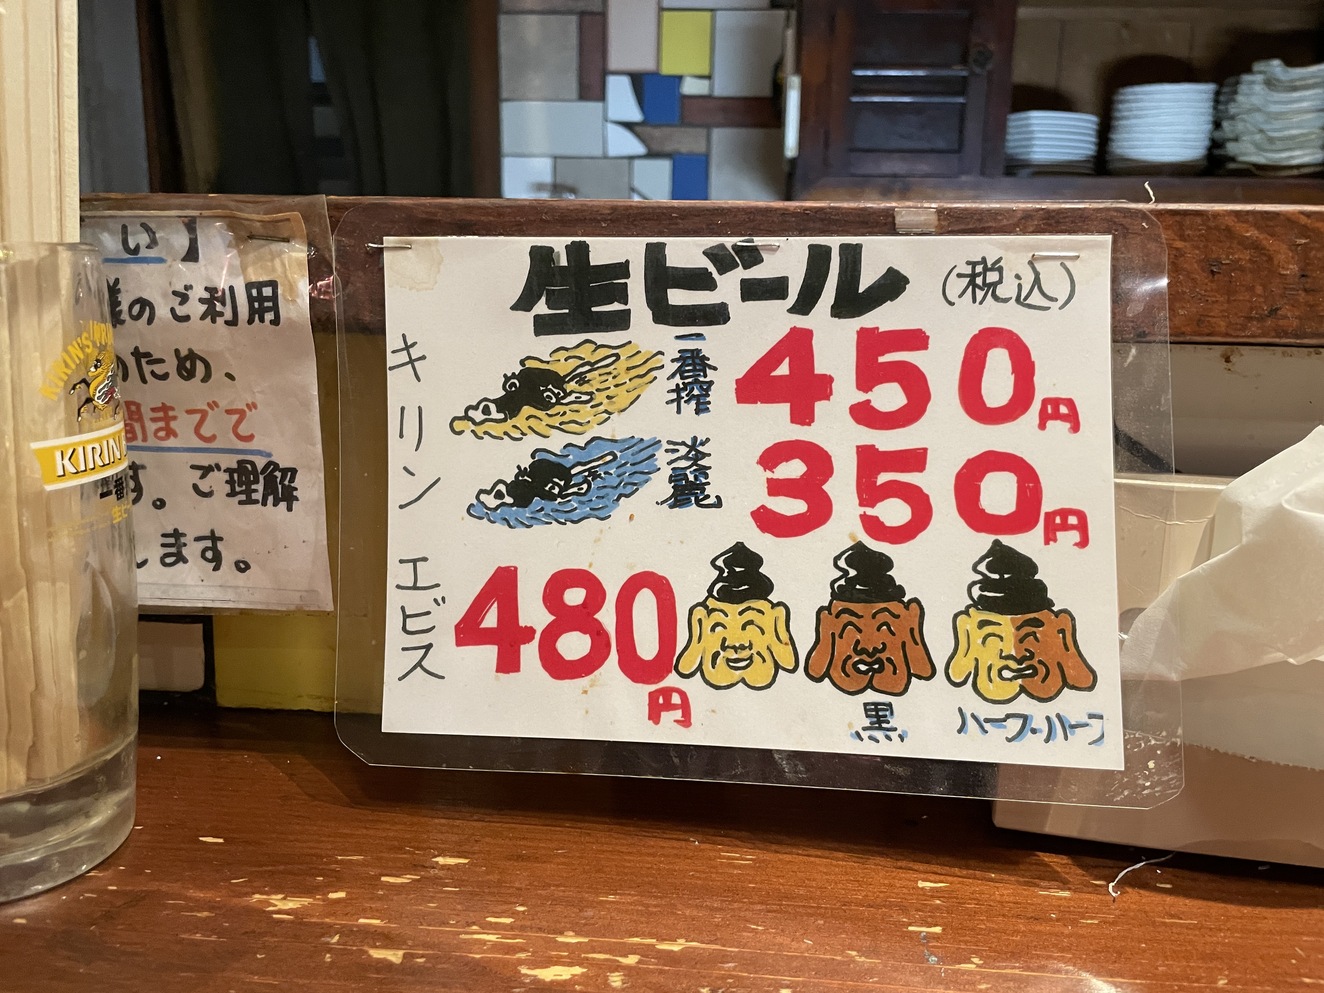 い】
様のご利用
のため、
間までで
す。ご理解
します。
KIRIN
生ビール (税込)
キリン
一番搾 450円
淡麗 350円
エビス
480円
黒
ハーフ・ハーフ